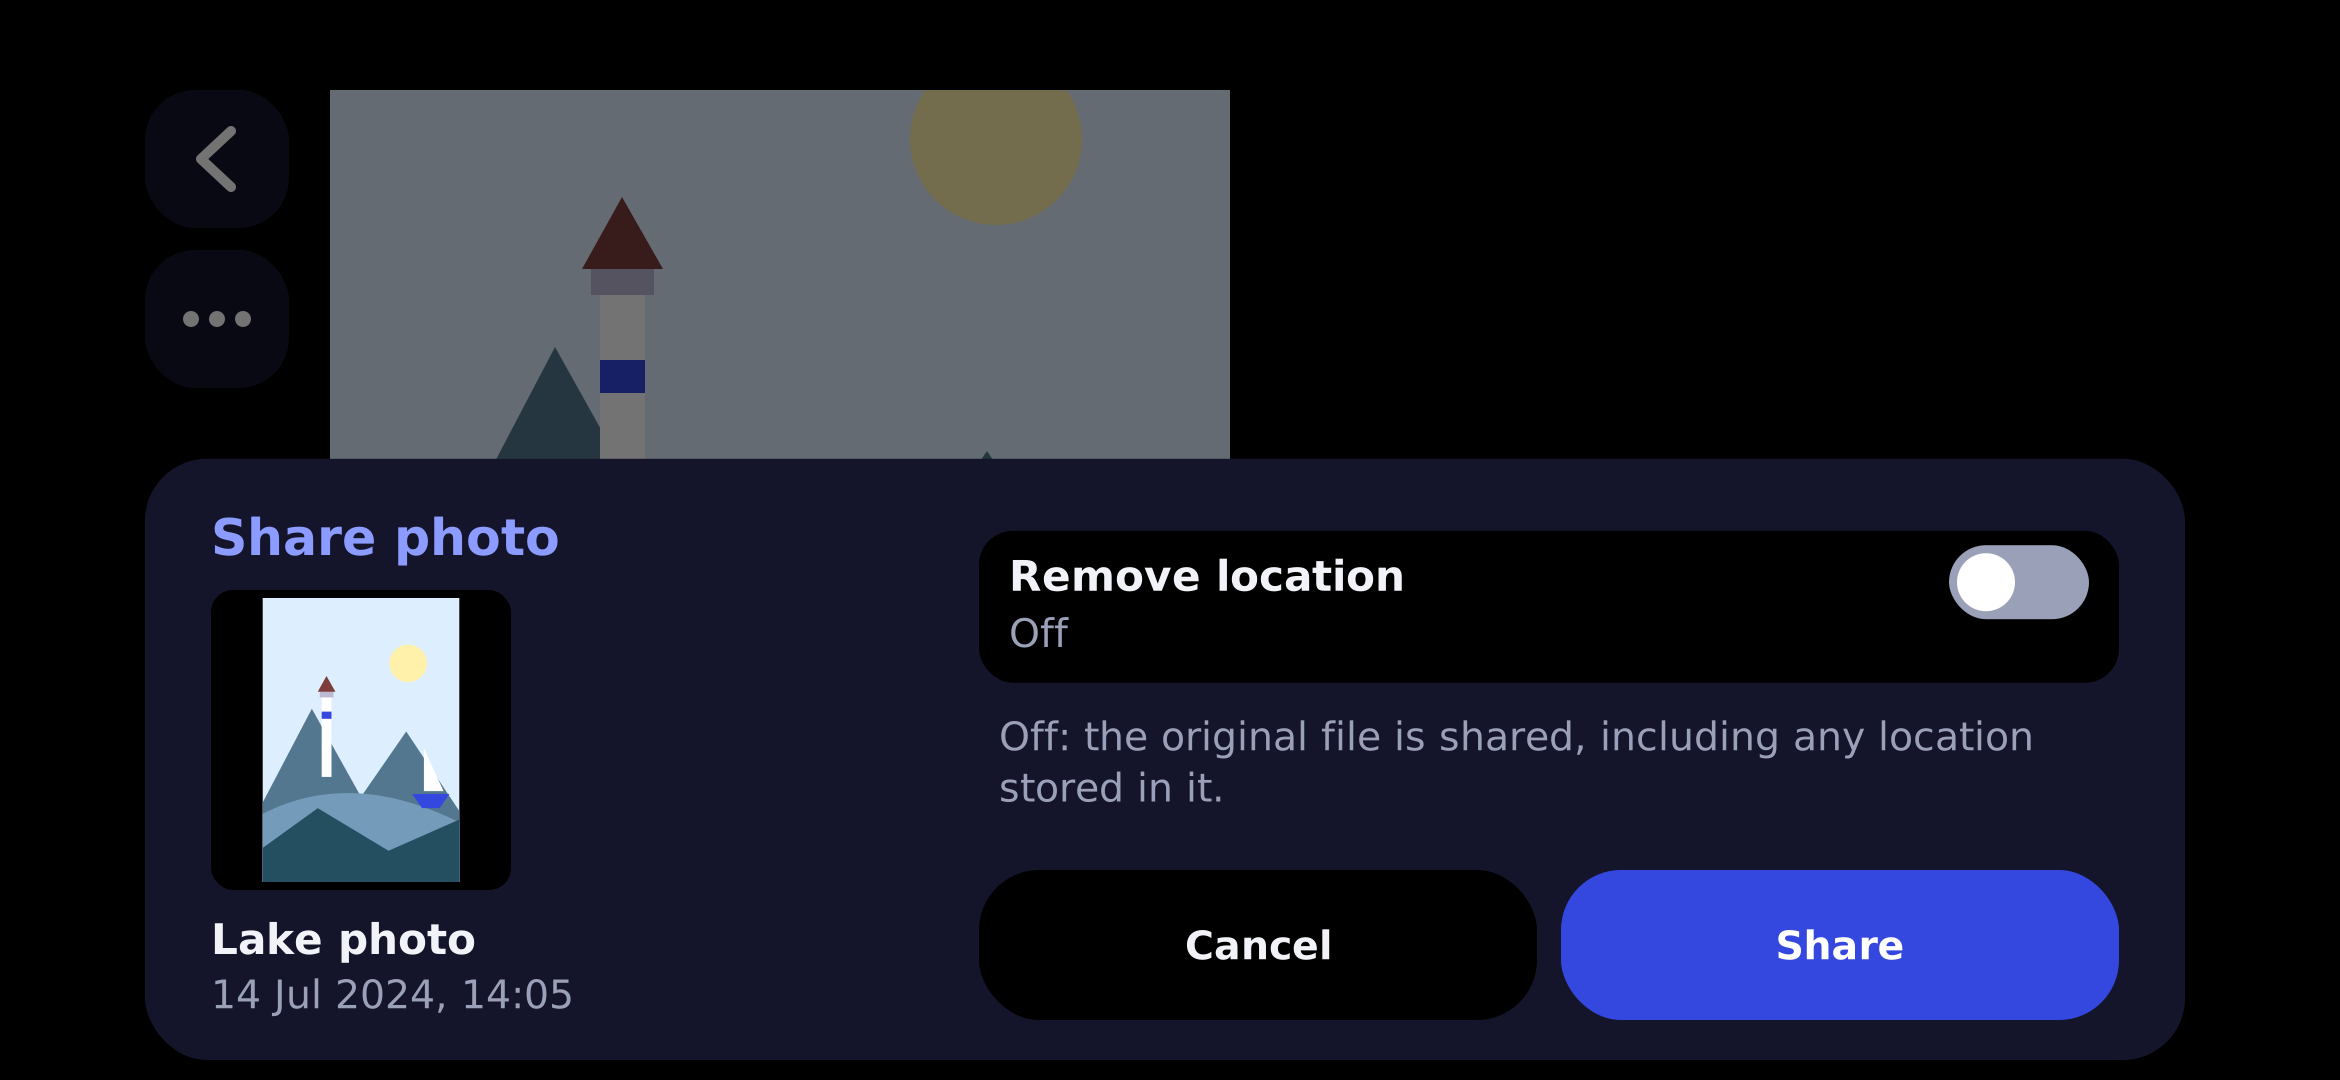 Share photo
Lake photo
14 Jul 2024, 14:05
Remove location
Off
Off: the original file is shared, including any location
stored in it.
Cancel
Share